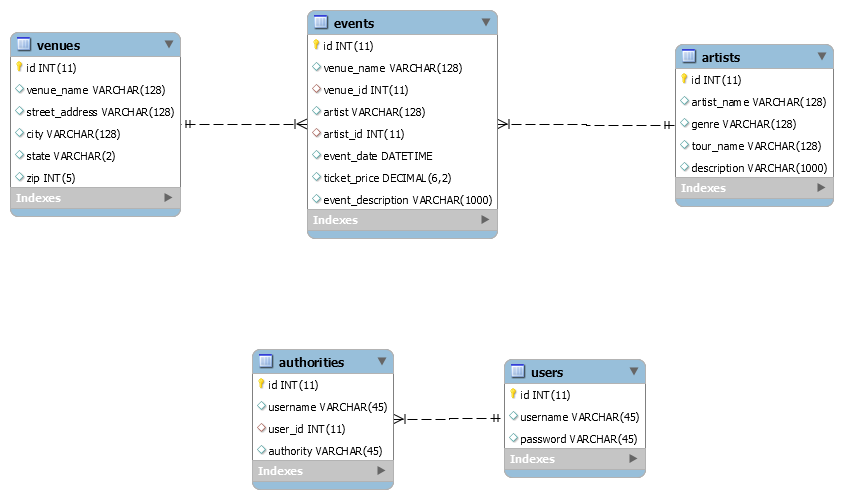 venues
id INT(11)
venue_name VARCHAR(128)
street_address VARCHAR(128)
city VARCHAR(128)
state VARCHAR(2)
zip INT(5)
Indexes
events
id INT(11)
venue_name VARCHAR(128)
venue_id INT(11)
artist VARCHAR(128)
artist_id INT(11)
event_date DATETIME
ticket_price DECIMAL(6,2)
event_description VARCHAR(1000)
Indexes
artists
id INT(11)
artist_name VARCHAR(128)
genre VARCHAR(128)
tour_name VARCHAR(128)
description VARCHAR(1000)
Indexes
authorities
id INT(11)
username VARCHAR(45)
user_id INT(11)
authority VARCHAR(45)
Indexes
users
id INT(11)
username VARCHAR(45)
password VARCHAR(45)
Indexes